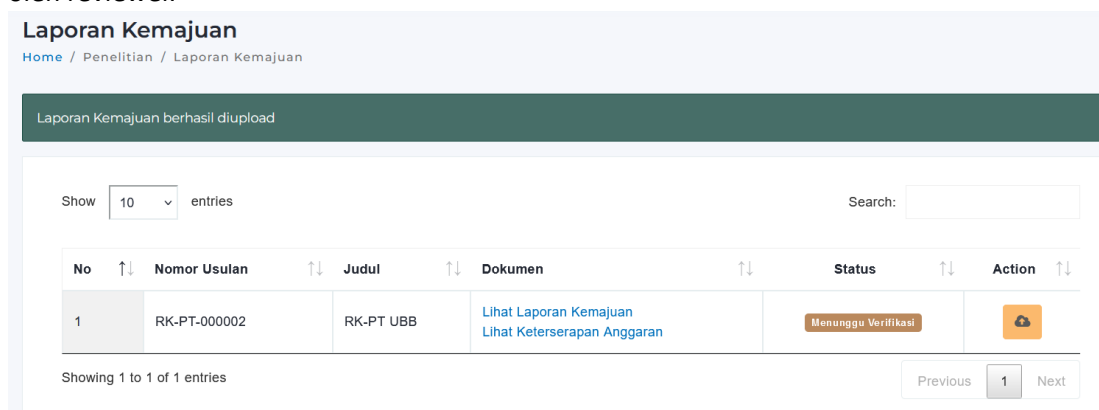 oleh reviewer.
Laporan Kemajuan
Home / Penelitian / Laporan Kemajuan
Laporan Kemajuan berhasil diupload
Show 10 entries Search:
No Nomor Usulan Judul Dokumen Status Action
1 RK-PT-000002 RK-PT UBB Lihat Laporan Kemajuan Menunggu Verifikasi
Lihat Keterserapan Anggaran
Showing 1 to 1 of 1 entries Previous 1 Next